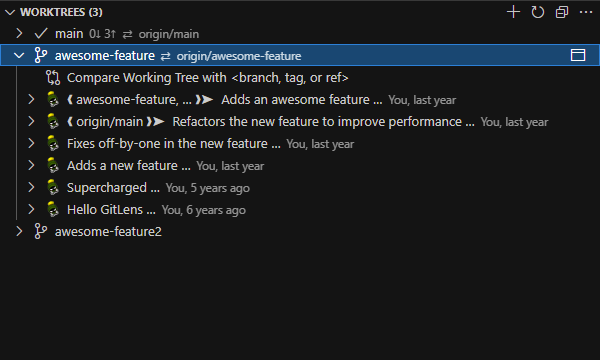 WORKTREES (3)
main 0↓ 3↑ ⇄ origin/main
awesome-feature ⇄ origin/awesome-feature
Compare Working Tree with <branch, tag, or ref>
❨ awesome-feature, ... ❩➤ Adds an awesome feature ... You, last year
❨ origin/main ❩➤ Refactors the new feature to improve performance ... You, last year
Fixes off-by-one in the new feature ... You, last year
Adds a new feature ... You, last year
Supercharged ... You, 5 years ago
Hello GitLens ... You, 6 years ago
awesome-feature2